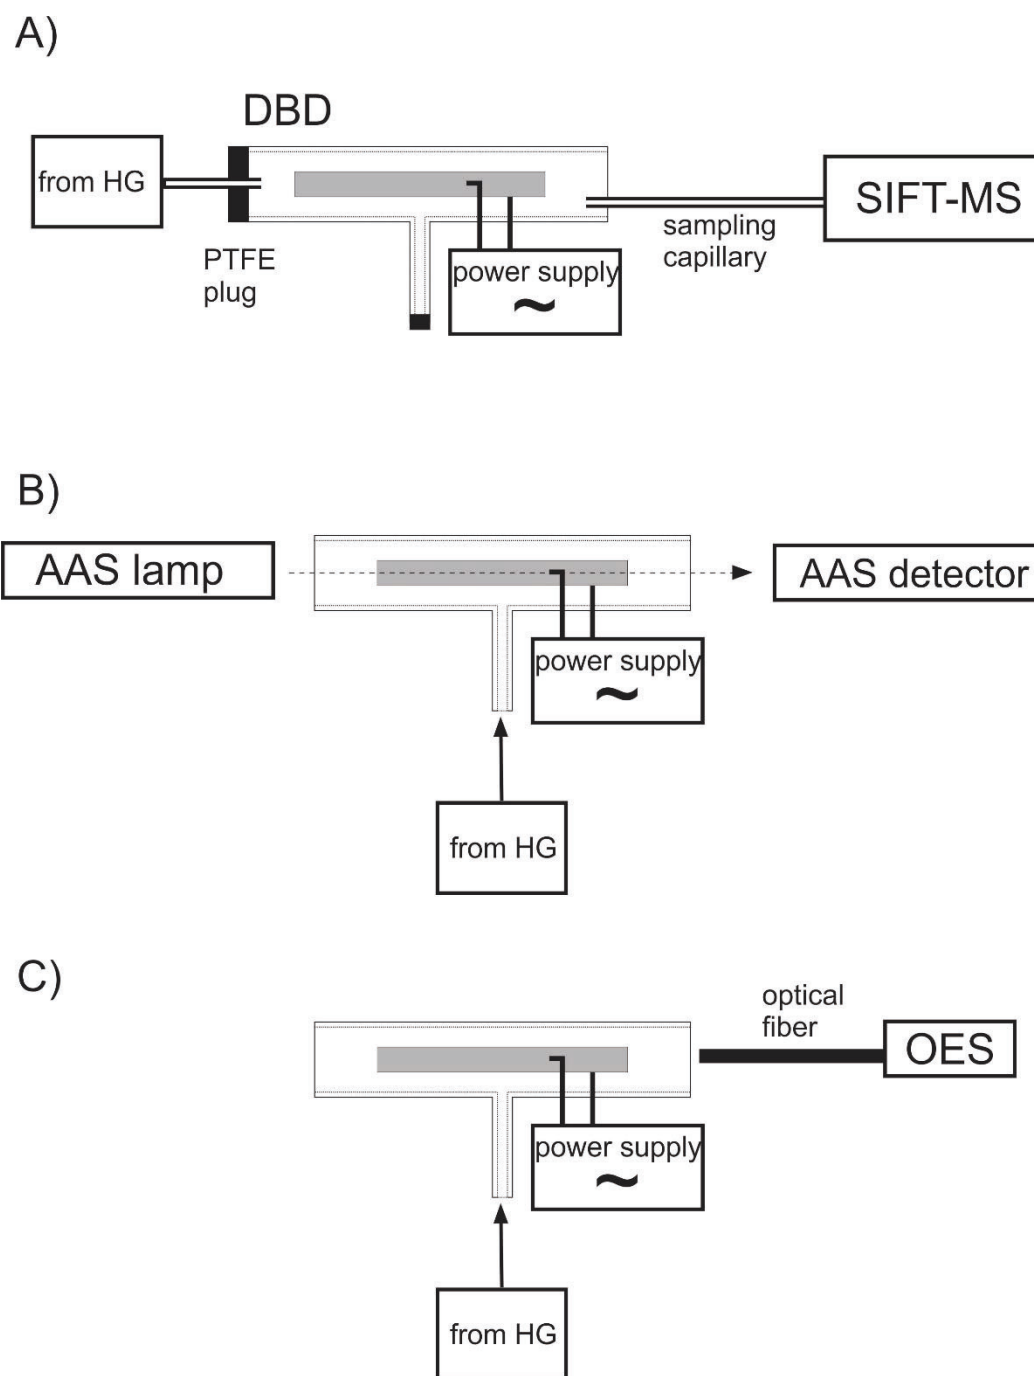 A)
DBD
from HG
SIFT-MS
sampling
capillary
PTFE
plug
power supply
~
B)
AAS lamp
AAS detector
power supply
~
from HG
C)
optical
fiber
OES
power supply
~
from HG